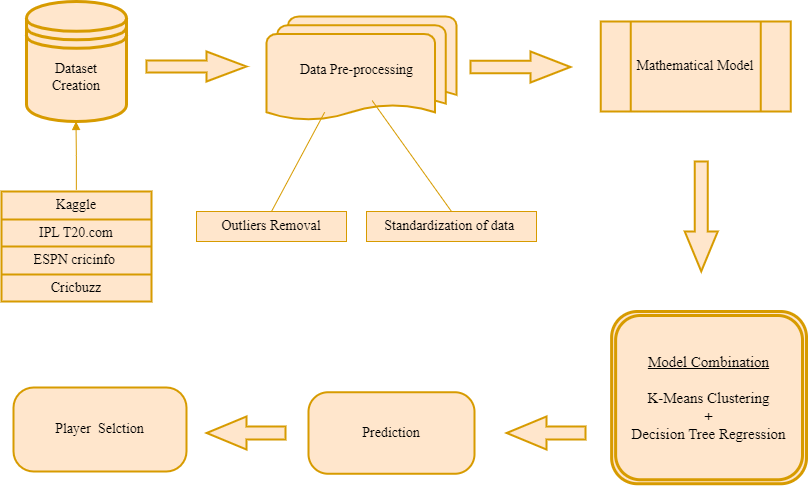 Dataset
Creation
Data Pre-processing
Mathematical Model
Kaggle
IPL T20.com
ESPN cricinfo
Cricbuzz
Outliers Removal
Standardization of data
Model Combination
K-Means Clustering
+
Decision Tree Regression
Prediction
Player Selction